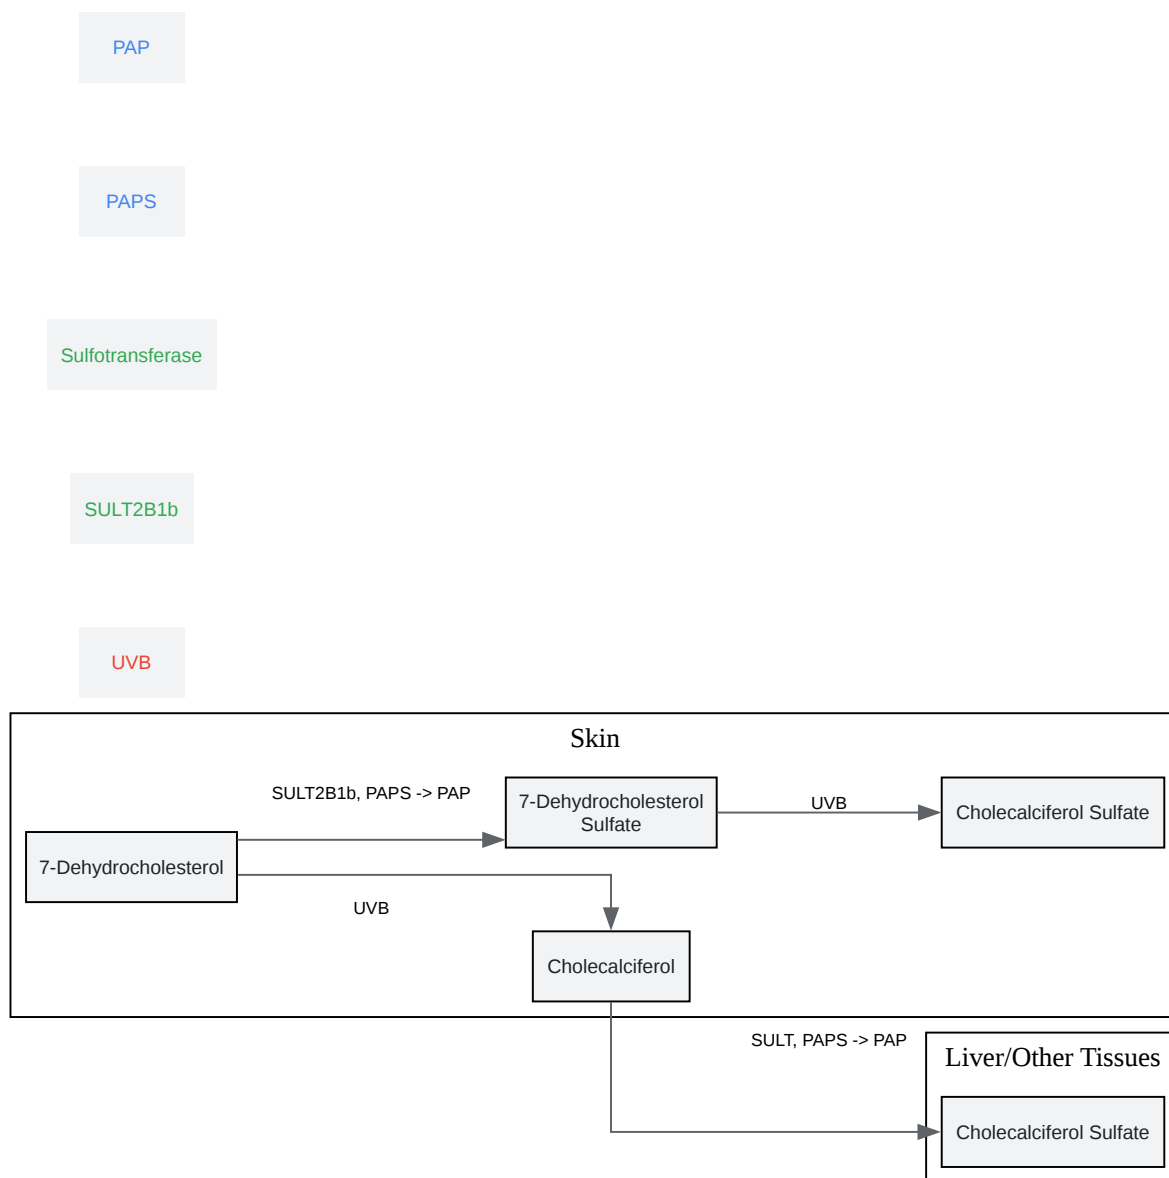 PAP
PAPS
Sulfotransferase
SULT2B1b
UVB
Skin
SULT2B1b, PAPS -> PAP
7-Dehydrocholesterol
Sulfate
UVB
Cholecalciferol Sulfate
7-Dehydrocholesterol
UVB
Cholecalciferol
SULT, PAPS -> PAP
Liver/Other Tissues
Cholecalciferol Sulfate